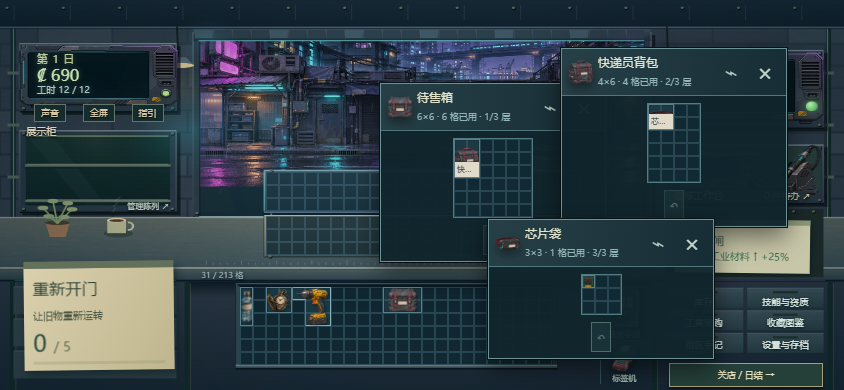 第 1 日
₡ 690
工时 12 / 12
声音
全屏
指引
展示柜
管理陈列 ↗
待售箱
6×6 · 6 格已用 · 1/3 层
快...
快递员背包
4×6 · 4 格已用 · 2/3 层
芯...
芯片袋
3×3 · 1 格已用 · 3/3 层
办 ↗
工业材料 ↑ +25%
重新开门
让旧物重新运转
0 / 5
31 / 213 格
技能与资质
购
收藏图鉴
记
设置与存档
标签机
关店 / 日结 →